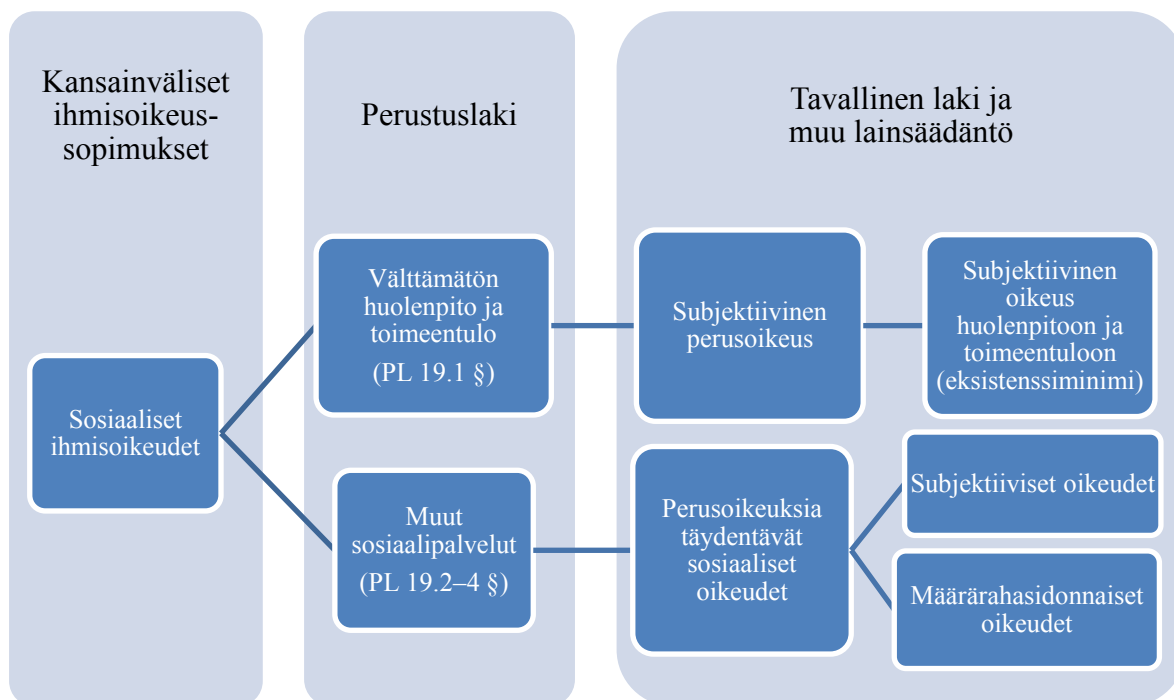 Kansainväliset
ihmisoikeus-
sopimukset
Sosiaaliset
ihmisoikeudet
Perustuslaki
Välttämätön
huolenpito ja
toimeentulo
(PL 19.1 §)
Muut
sosiaalipalvelut
(PL 19.2–4 §)
Tavallinen laki ja
muu lainsäädäntö
Subjektiivinen
perusoikeus
Subjektiivinen
oikeus
huolenpitoon ja
toimeentuloon
(eksistenssiminimi)
Perusoikeuksia
täydentävät
sosiaaliset
oikeudet
Subjektiiviset oikeudet
Määrärahasidonnaiset
oikeudet